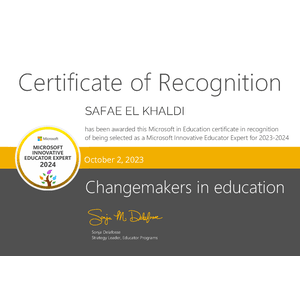 Certificate of Recognition
SAFAE EL KHALDI
has been awarded this Microsoft in Education certificate in recognition
of being selected as a Microsoft Innovative Educator Expert for 2023-2024
Microsoft
MICROSOFT
INNOVATIVE
EDUCATOR EXPERT
2024
October 2, 2023
Changemakers in education
Sonja Delafosse
Strategy Leader, Educator Programs